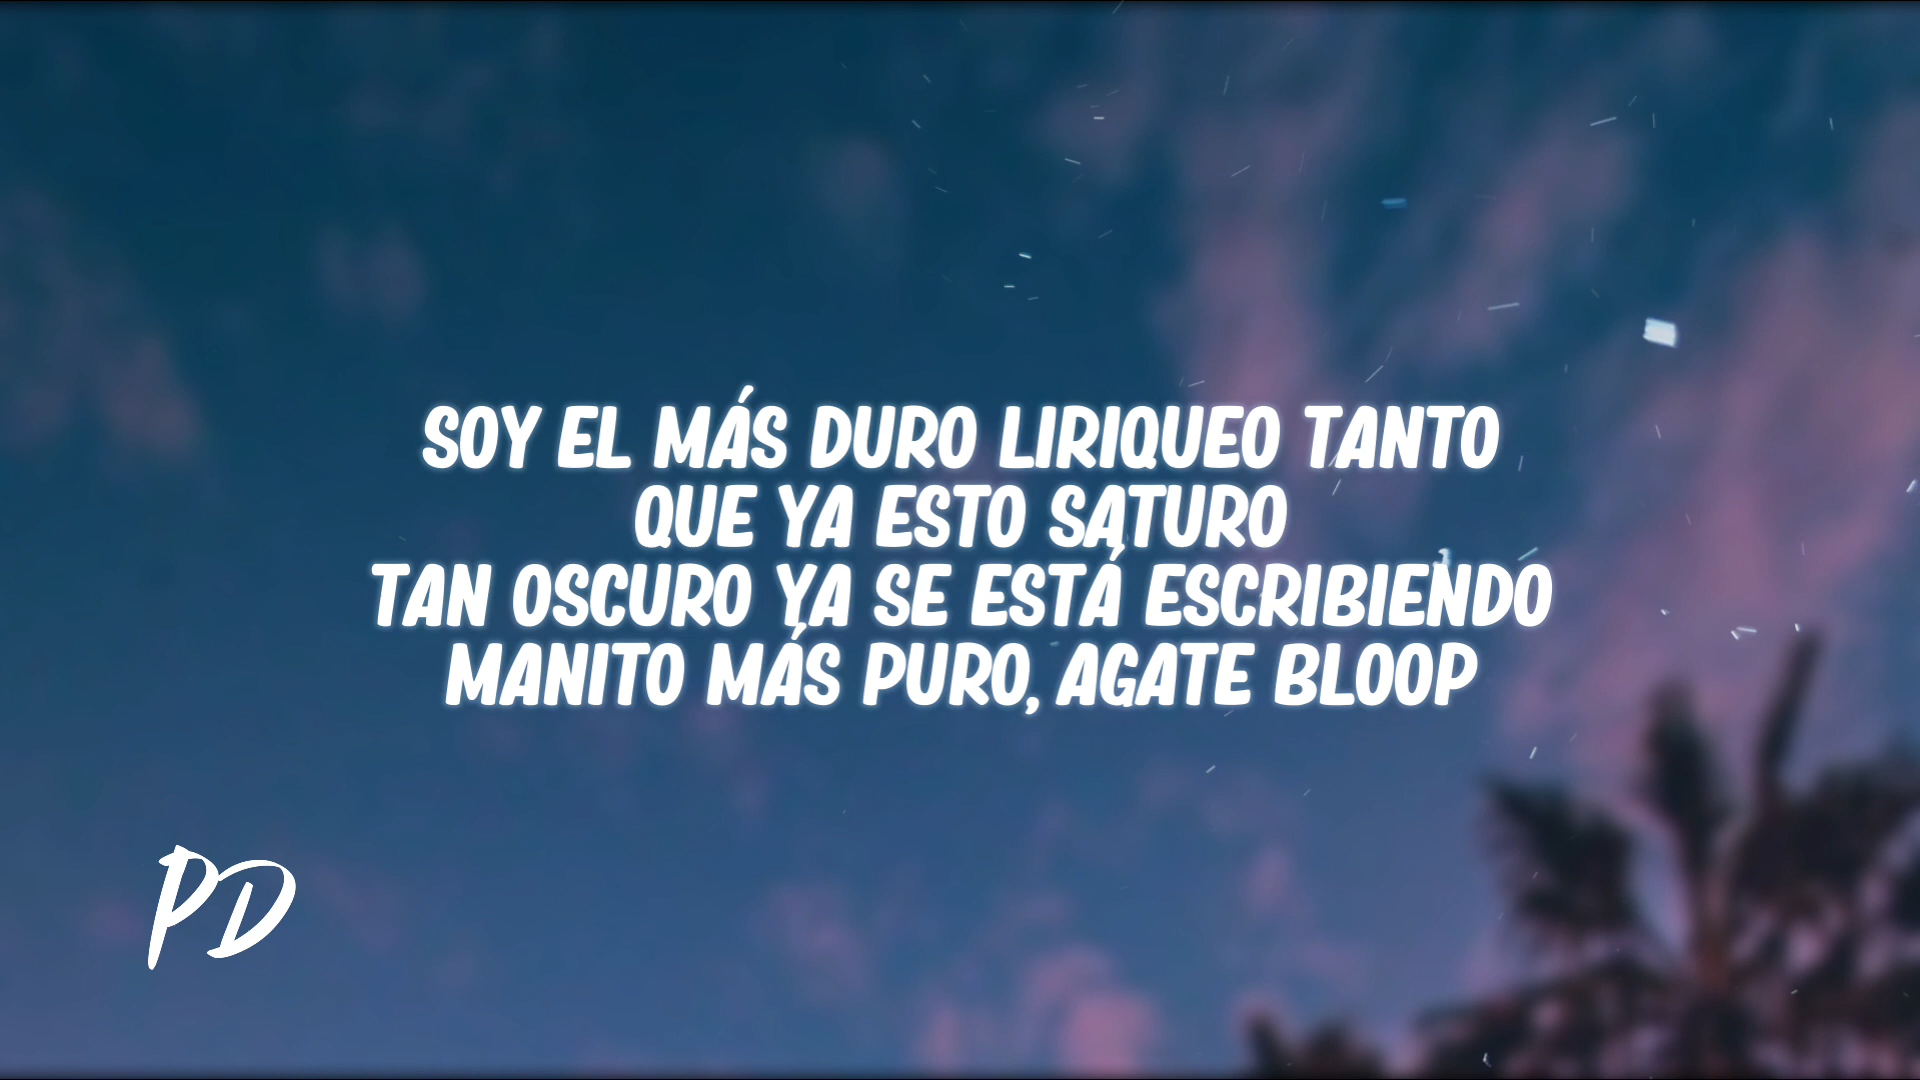 SOY EL MÁS DURO LIRIQUEO TANTO
QUE YA ESTO SATURO
TAN OSCURO YA SE ESTÁ ESCRIBIENDO
MANITO MÁS PURO, AGATE BLOOP
PD